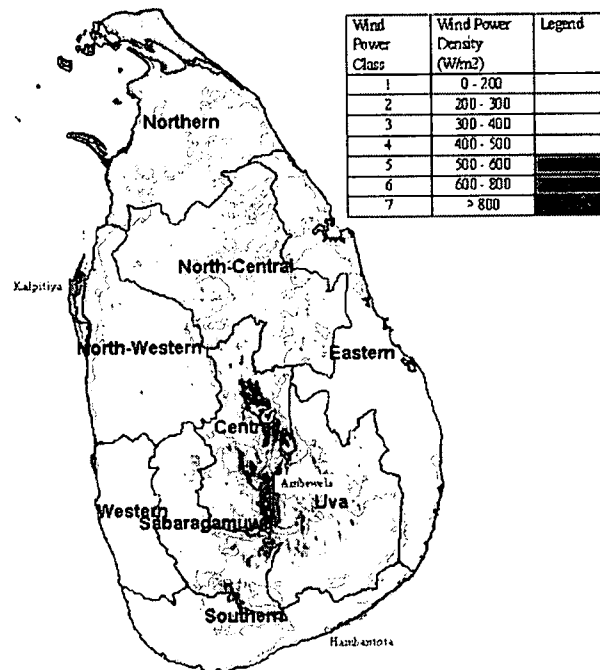 Wind Power Class	Wind Power Density (W/m2)	Legend
1	0 - 200
2	200 - 300
3	300 - 400
4	400 - 500
5	500 - 600
6	600 - 800
7	> 800
Northern
North-Central
Kalpitiya
North-Western
Eastern
Central
Ambewela
Western
Uva
Sabaragamuwa
Southern
Hambantota